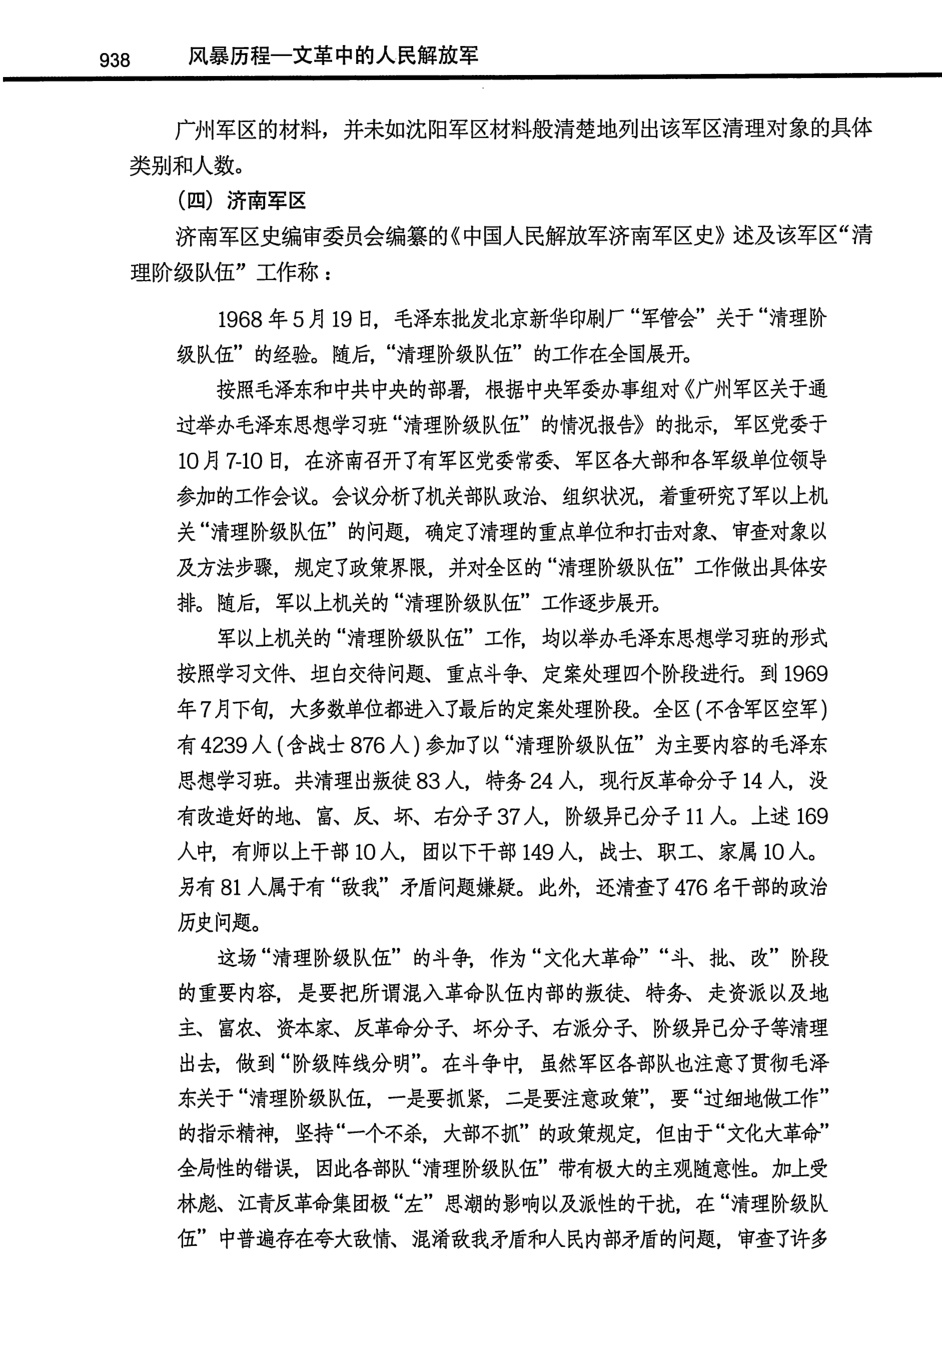 938 风暴历程—文革中的人民解放军
广州军区的材料，并未如沈阳军区材料般清楚地列出该军区清理对象的具体
类别和人数。
（四）济南军区
济南军区史编审委员会编纂的《中国人民解放军济南军区史》述及该军区“清
理阶级队伍”工作称：
1968 年 5 月 19 日，毛泽东批发北京新华印刷厂“军管会”关于“清理阶
级队伍”的经验。随后，“清理阶级队伍”的工作在全国展开。
按照毛泽东和中共中央的部署，根据中央军委办事组对《广州军区关于通
过举办毛泽东思想学习班“清理阶级队伍”的情况报告》的批示，军区党委于
10 月 7-10 日，在济南召开了有军区党委常委、军区各大部和各军级单位领导
参加的工作会议。会议分析了机关部队政治、组织状况，着重研究了军以上机
关“清理阶级队伍”的问题，确定了清理的重点单位和打击对象、审查对象以
及方法步骤，规定了政策界限，并对全区的“清理阶级队伍”工作做出具体安
排。随后，军以上机关的“清理阶级队伍”工作逐步展开。
军以上机关的“清理阶级队伍”工作，均以举办毛泽东思想学习班的形式
按照学习文件、坦白交待问题、重点斗争、定案处理四个阶段进行。到 1969
年 7 月下旬，大多数单位都进入了最后的定案处理阶段。全区（不含军区空军）
有 4239 人（含战士 876 人）参加了以“清理阶级队伍”为主要内容的毛泽东
思想学习班。共清理出叛徒 83 人，特务 24 人，现行反革命分子 14 人，没
有改造好的地、富、反、坏、右分子 37 人，阶级异己分子 11 人。上述 169
人中，有师以上干部 10 人，团以下干部 149 人，战士、职工、家属 10 人。
另有 81 人属于有“敌我”矛盾问题嫌疑。此外，还清查了 476 名干部的政治
历史问题。
这场“清理阶级队伍”的斗争，作为“文化大革命”“斗、批、改”阶段
的重要内容，是要把所谓混入革命队伍内部的叛徒、特务、走资派以及地
主、富农、资本家、反革命分子、坏分子、右派分子、阶级异己分子等清理
出去，做到“阶级阵线分明”。在斗争中，虽然军区各部队也注意了贯彻毛泽
东关于“清理阶级队伍，一是要抓紧，二是要注意政策”，要“过细地做工作”
的指示精神，坚持“一个不杀，大部不抓”的政策规定，但由于“文化大革命”
全局性的错误，因此各部队“清理阶级队伍”带有极大的主观随意性。加上受
林彪、江青反革命集团极“左”思潮的影响以及派性的干扰，在“清理阶级队
伍”中普遍存在夸大敌情、混淆敌我矛盾和人民内部矛盾的问题，审查了许多